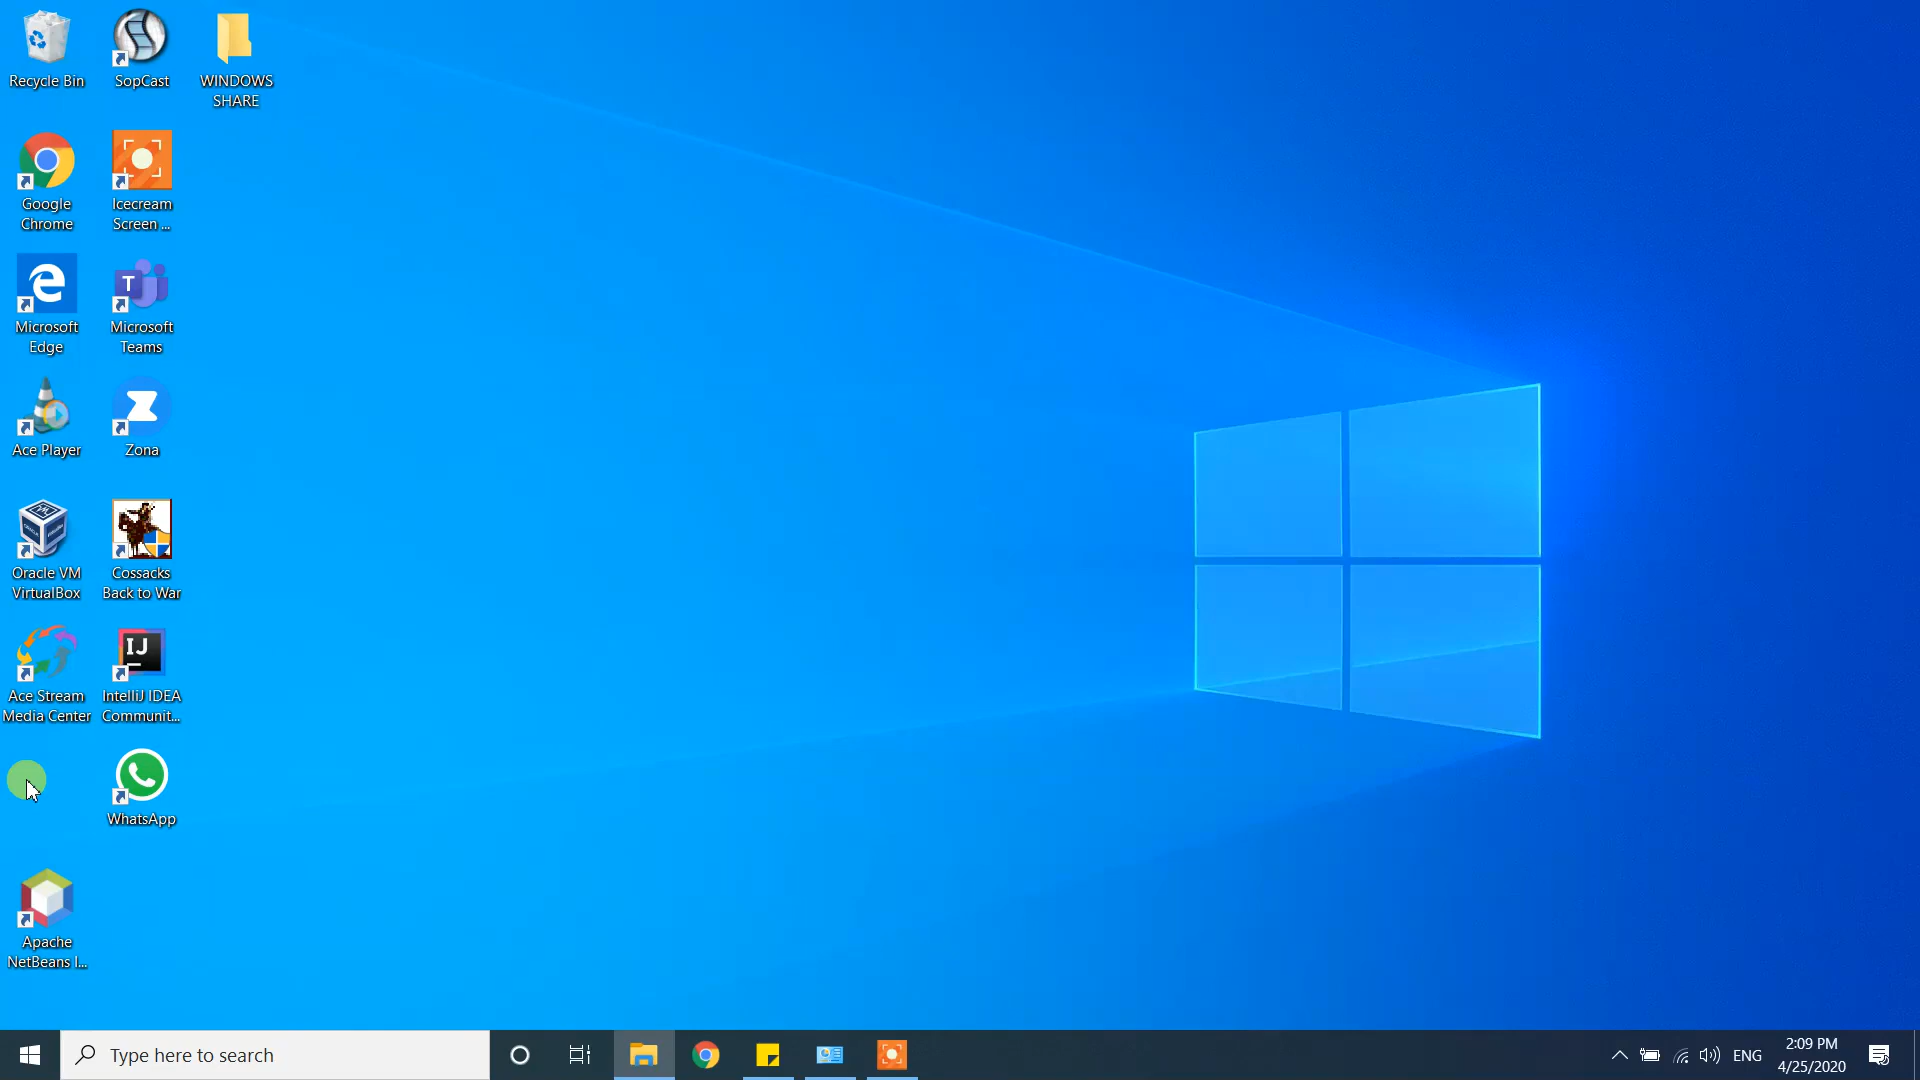 Recycle Bin
SopCast
WINDOWS
SHARE
Google
Chrome
Icecream
Screen ...
Microsoft
Edge
T
Microsoft
Teams
Ace Player
Zona
Oracle VM
VirtualBox
Cossacks
Back to War
Ace Stream
Media Center
IJ
IntelliJ IDEA
Communit...
WhatsApp
Apache
NetBeans I...
Type here to search
ENG
2:09 PM
4/25/2020